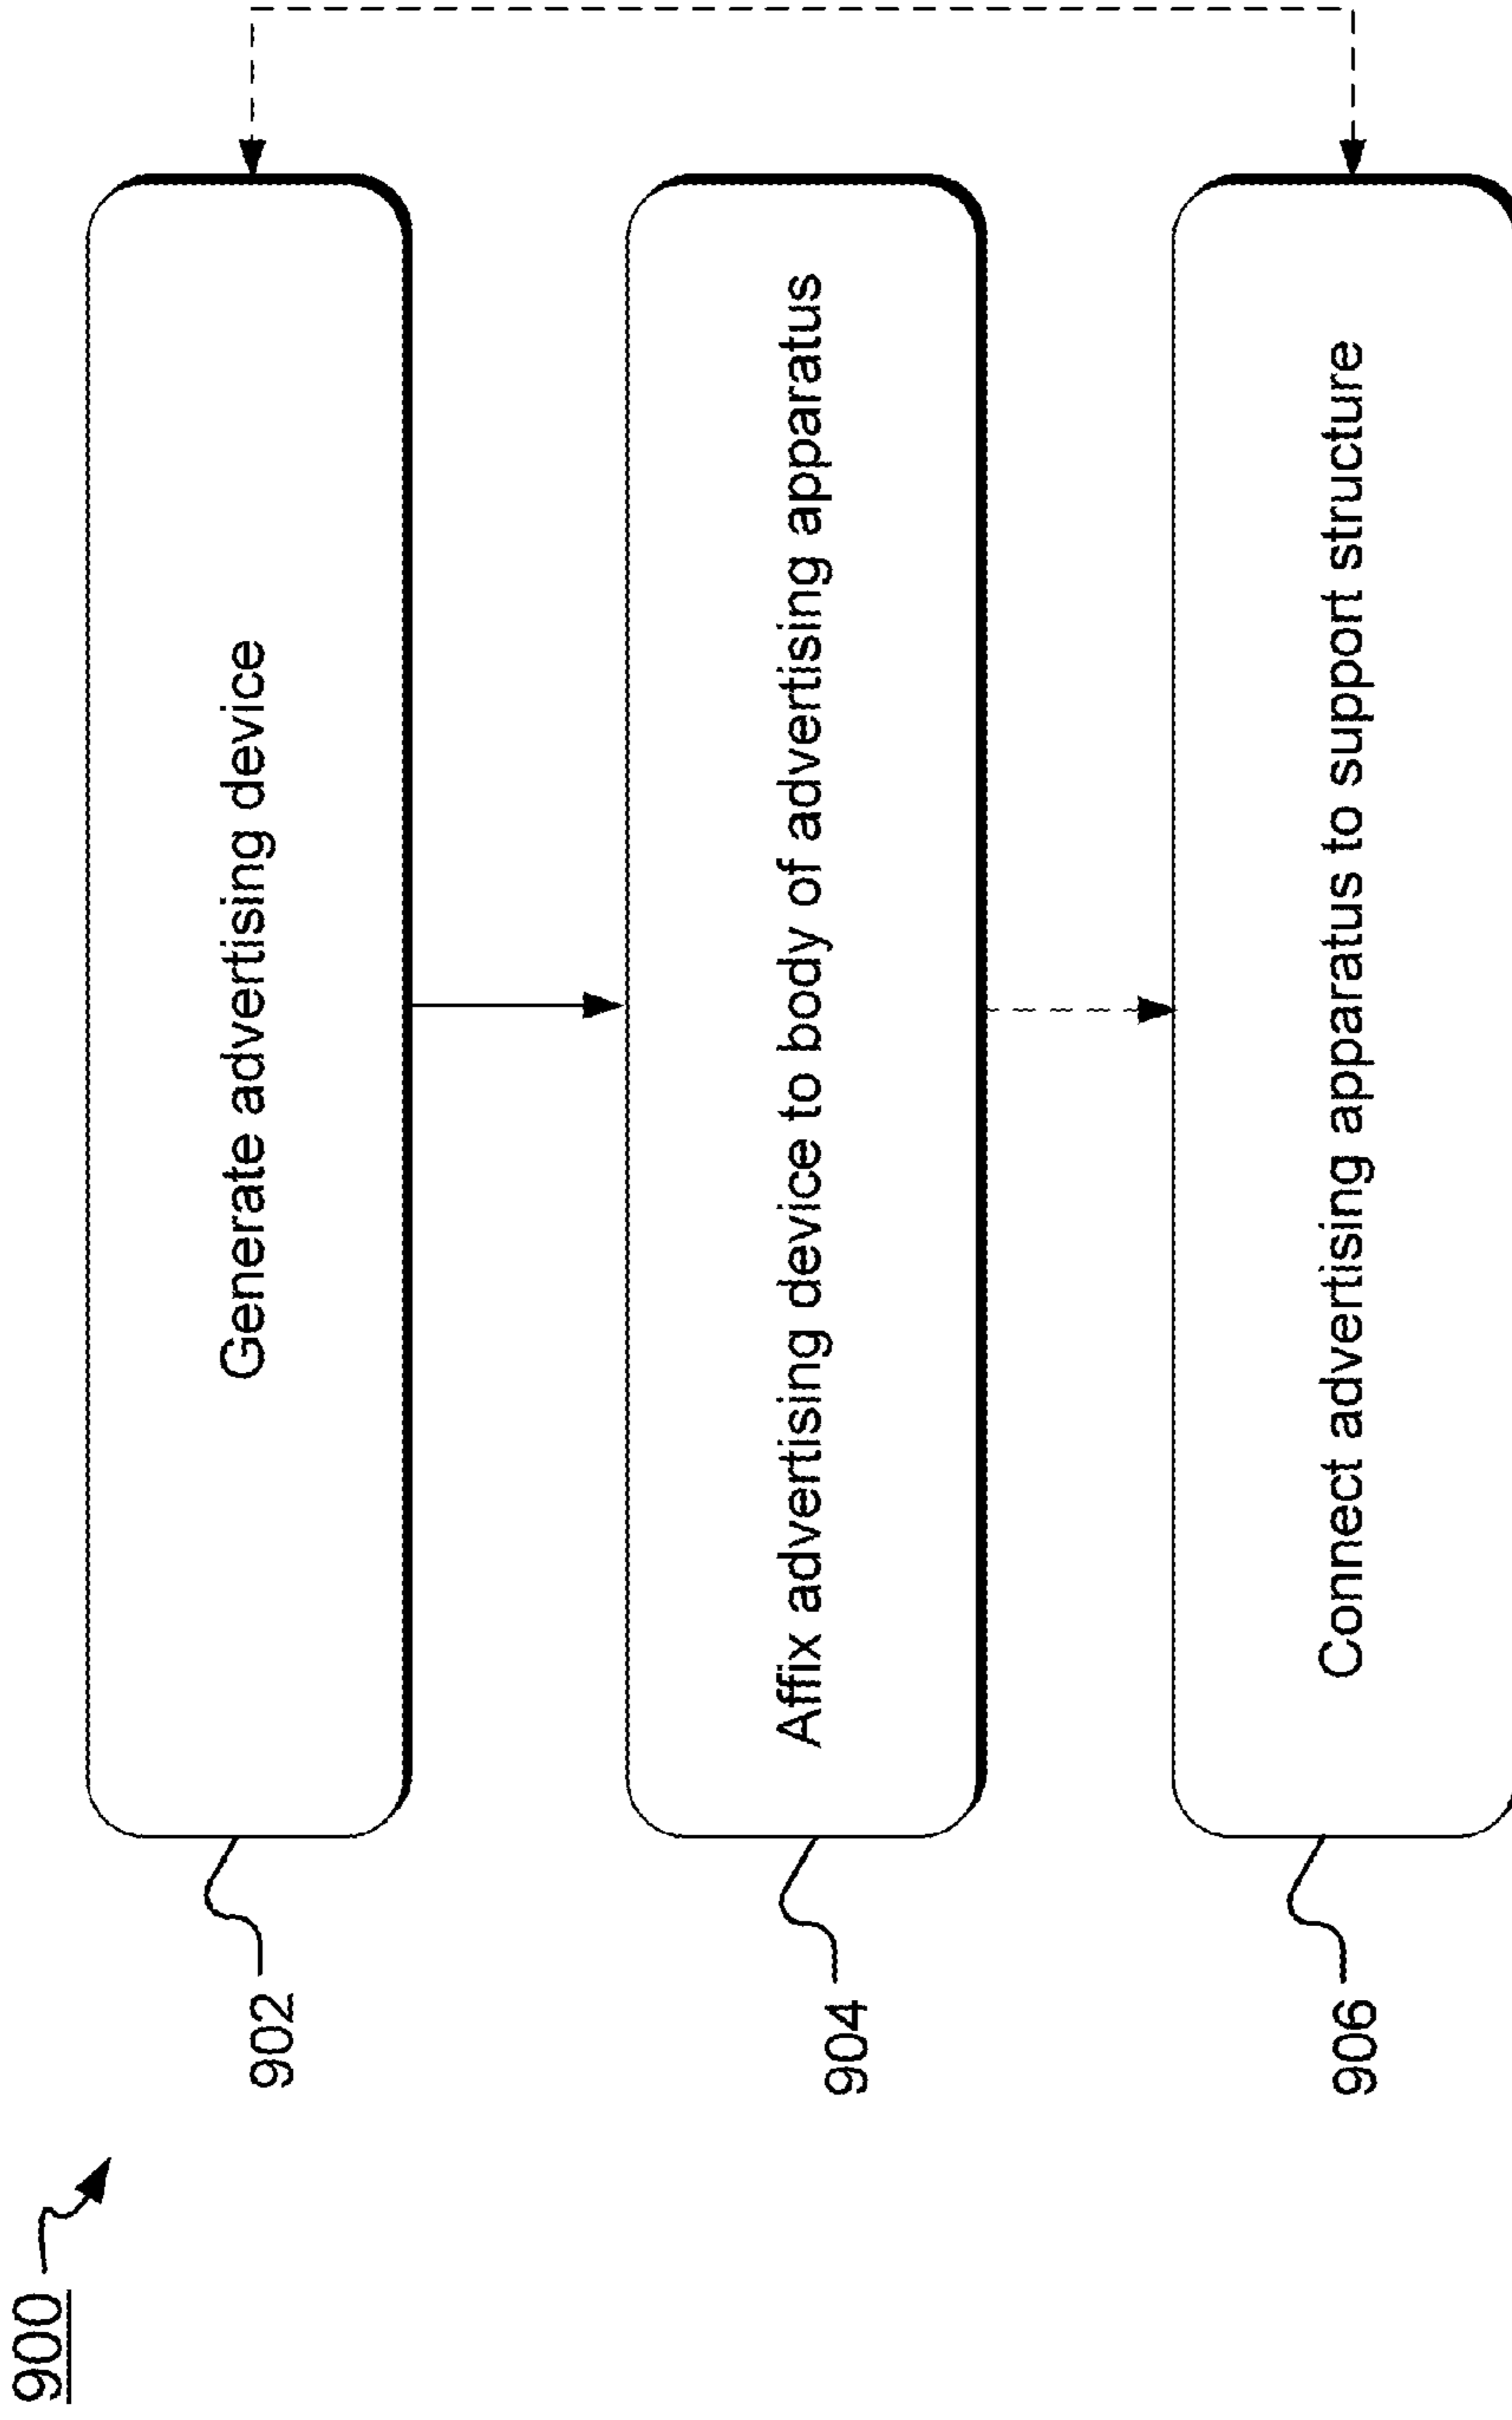 900
902
Generate advertising device
904
Affix advertising device to body of advertising apparatus
906
Connect advertising apparatus to support structure